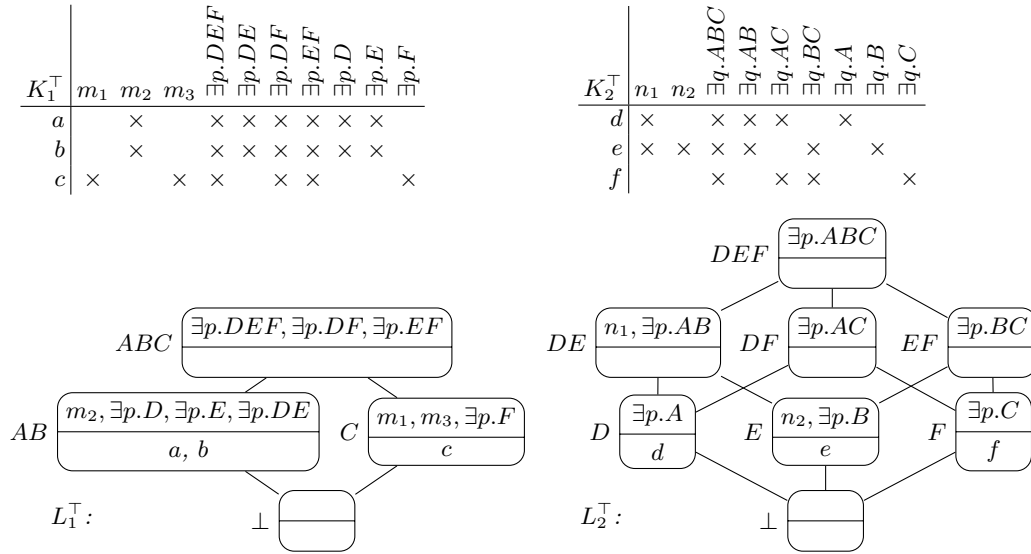 K₁⊤ m₁ m₂ m₃ ∃p.DEF ∃p.DE ∃p.DF ∃p.EF ∃p.D ∃p.E ∃p.F
a × × × × × × ×
b × × × × × × ×
c × × × × × ×
K₂⊤ n₁ n₂ ∃q.ABC ∃q.AB ∃q.AC ∃q.BC ∃q.A ∃q.B ∃q.C
d × × × × ×
e × × × × × ×
f × × × ×
ABC
∃p.DEF, ∃p.DF, ∃p.EF
AB
m₂, ∃p.D, ∃p.E, ∃p.DE
a, b
C
m₁, m₃, ∃p.F
c
L₁⊤:
⊥
DEF
∃p.ABC
DE
n₁, ∃p.AB
DF
∃p.AC
EF
∃p.BC
D
∃p.A
d
E
n₂, ∃p.B
e
F
∃p.C
f
L₂⊤:
⊥